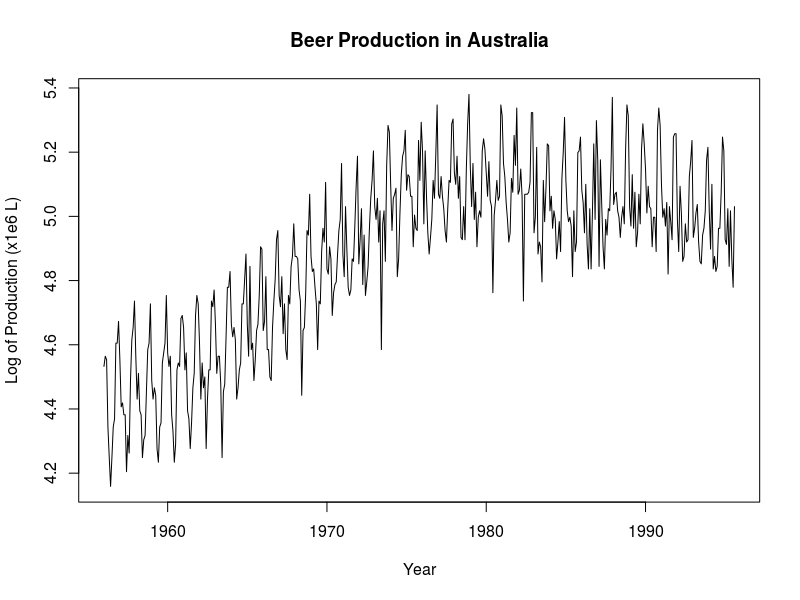 Beer Production in Australia
Log of Production (x1e6 L)
5.4
5.2
5.0
4.8
4.6
4.4
4.2
1960 1970 1980 1990
Year